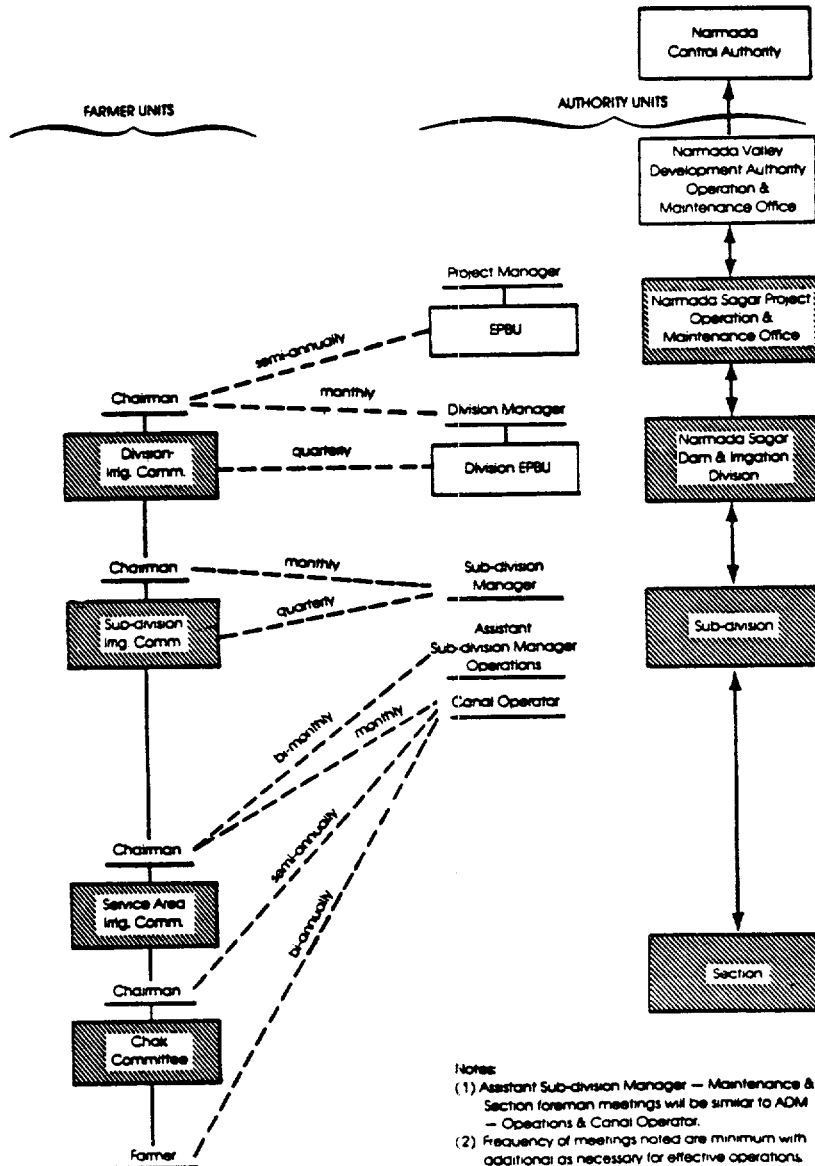 Narmada
Control Authority
FARMER UNITS
AUTHORITY UNITS
Narmada Valley
Development Authority
Operation &
Maintenance Office
Project Manager
EPBU
Narmada Sagar Project
Operation &
Maintenance Office
semi-annually
Chairman
monthly
Division Manager
Division-
Irrig. Comm.
quarterly
Division EPBU
Narmada Sagar
Dam & Irrigation
Division
Chairman
monthly
Sub-division
Manager
Sub-division
Irrig. Comm
quarterly
Sub-division
Assistant
Sub-division Manager
Operations
Canal Operator
bi-monthly
monthly
semi-annually
bi-annually
Chairman
Service Area
Irrig. Comm.
Section
Chairman
Chak
Committee
Farmer
Notes:
(1) Assistant Sub-division Manager — Maintenance &
Section foreman meetings will be similar to ADM
— Opeations & Canal Operator.
(2) Frequency of meetings noted are minimum with
additional as necessary for effective operations.